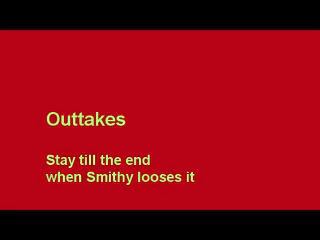 Outtakes
Stay till the end
when Smithy looses it